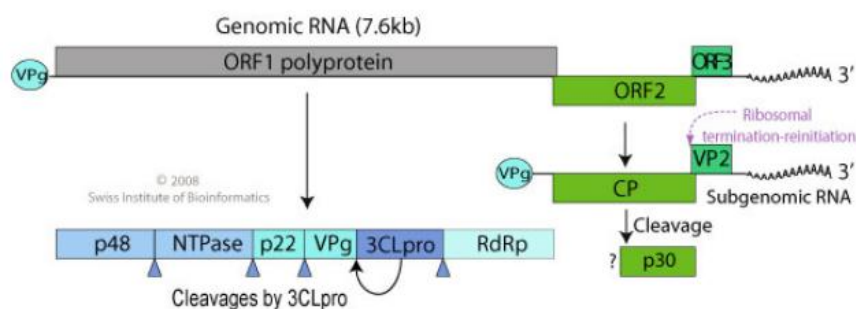 Genomic RNA (7.6kb)
VPg
ORF1 polyprotein
ORF2
ORF3
3′
Ribosomal
termination-reinitiation
© 2008
Swiss Institute of Bioinformatics
VPg
CP
VP2
3′
Subgenomic RNA
Cleavage
? p30
p48 NTPase p22 VPg 3CLpro RdRp
Cleavages by 3CLpro